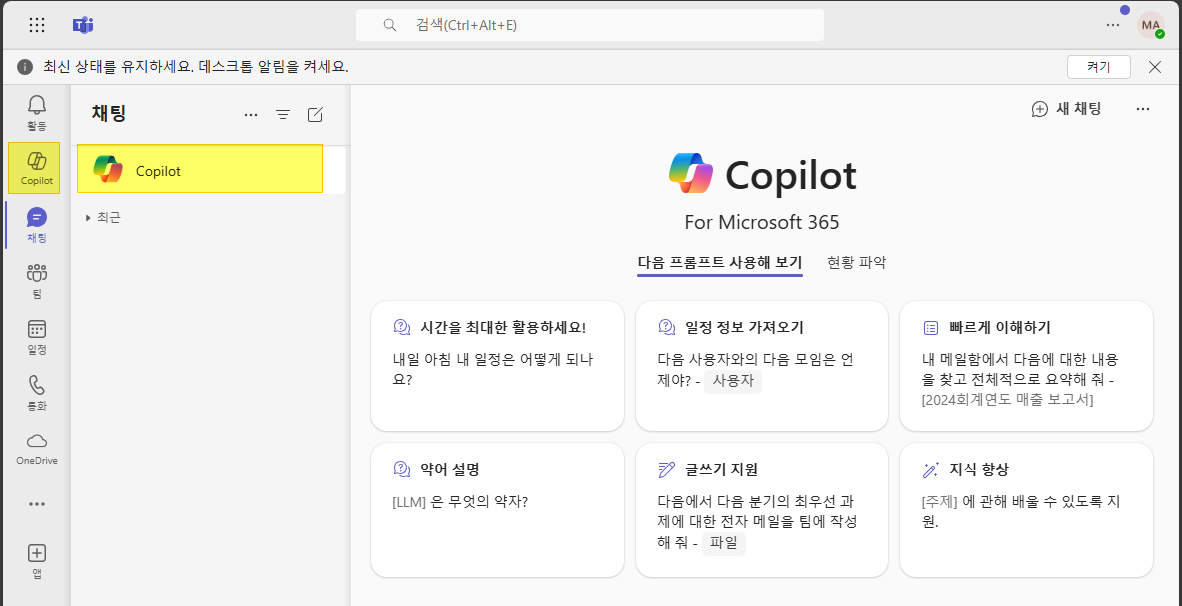 검색(Ctrl+Alt+E)
MA
최신 상태를 유지하세요. 데스크톱 알림을 켜세요.
켜기
활동
Copilot
채팅
팀
일정
통화
OneDrive
앱
채팅
Copilot
최근
새 채팅
Copilot
For Microsoft 365
다음 프롬프트 사용해 보기
현황 파악
시간을 최대한 활용하세요!
내일 아침 내 일정은 어떻게 되나
요?
일정 정보 가져오기
다음 사용자와의 다음 모임은 언
제야? - 사용자
빠르게 이해하기
내 메일함에서 다음에 대한 내용
을 찾고 전체적으로 요약해 줘 -
[2024회계연도 매출 보고서]
약어 설명
[LLM] 은 무엇의 약자?
글쓰기 지원
다음에서 다음 분기의 최우선 과
제에 대한 전자 메일을 팀에 작성
해 줘 - 파일
지식 향상
[주제] 에 관해 배울 수 있도록 지
원.